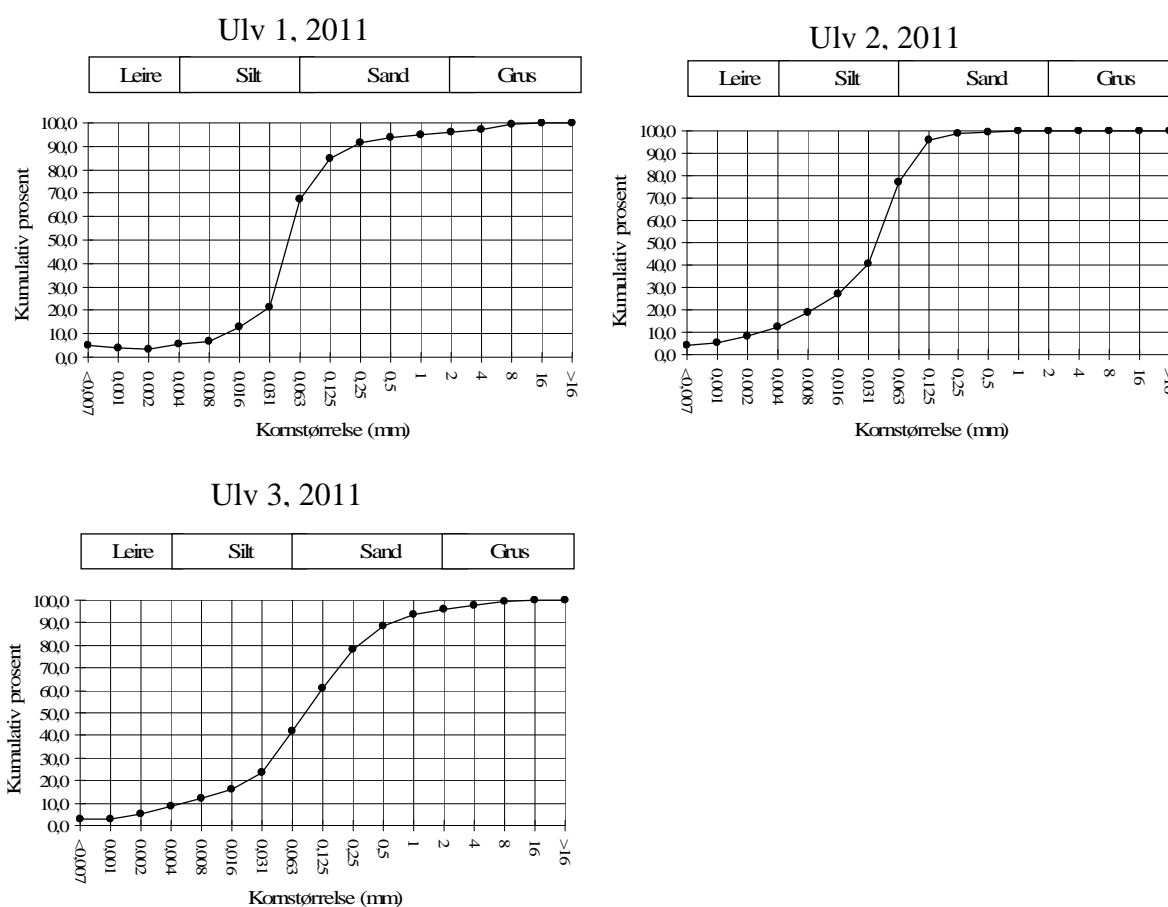 Ulv 1, 2011
Leire Silt Sand Grus
Kumulativ prosent
100,0
90,0
80,0
70,0
60,0
50,0
40,0
30,0
20,0
10,0
0,0
<0,007 0,001 0,002 0,004 0,008 0,016 0,031 0,063 0,125 0,25 0,5 1 2 4 8 16 >16
Kornstørrelse (mm)
Ulv 2, 2011
Leire Silt Sand Grus
Kumulativ prosent
100,0
90,0
80,0
70,0
60,0
50,0
40,0
30,0
20,0
10,0
0,0
<0,007 0,001 0,002 0,004 0,008 0,016 0,031 0,063 0,125 0,25 0,5 1 2 4 8 16 >16
Kornstørrelse (mm)
Ulv 3, 2011
Leire Silt Sand Grus
Kumulativ prosent
100,0
90,0
80,0
70,0
60,0
50,0
40,0
30,0
20,0
10,0
0,0
<0,007 0,001 0,002 0,004 0,008 0,016 0,031 0,063 0,125 0,25 0,5 1 2 4 8 16 >16
Kornstørrelse (mm)